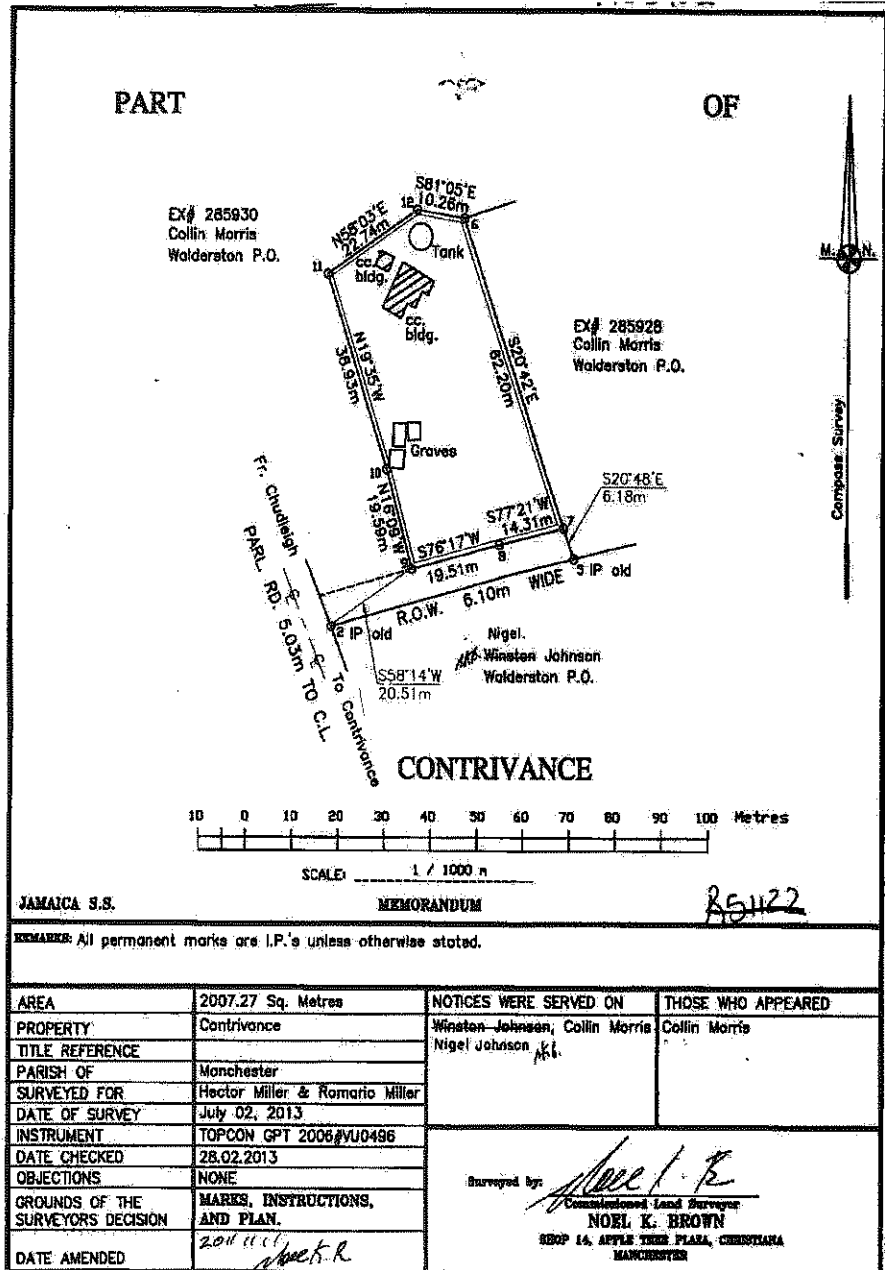 PART OF
S81°05'E
10.26m
12
6
N58°03'E
22.74m
EX# 285930
Collin Morris
Walderston P.O.
11
Tank
cc.
bldg.
cc.
bldg.
EX# 285928
Collin Morris
Walderston P.O.
M. N.
Compass Survey
N19°35'W
38.93m
S20°42'E
62.20m
Graves
10
N16°09'W
19.59m
S20°48'E
6.18m
S77°21'W
14.31m
7
8
9
S76°17'W
19.51m
3 IP old
R.O.W. 6.10m WIDE
Fr. Chudleigh
PARL. RD. 5.03m TO C.L.
To Contrivance
2 IP old
S58°14'W
20.51m
Nigel.
Winston Johnson
Walderston P.O.
CONTRIVANCE
10 0 10 20 30 40 50 60 70 80 90 100 Metres
SCALE: 1 / 1000 n
JAMAICA S.S. MEMORANDUM
REMARKS: All permanent marks are I.P.'s unless otherwise stated.
AREA 2007.27 Sq. Metres
PROPERTY Contrivance
TITLE REFERENCE
PARISH OF Manchester
SURVEYED FOR Hector Miller & Romario Miller
DATE OF SURVEY July 02, 2013
INSTRUMENT TOPCON GPT 2006#VU0496
DATE CHECKED 28.02.2013
OBJECTIONS NONE
GROUNDS OF THE
SURVEYORS DECISION
MARKS, INSTRUCTIONS,
AND PLAN.
DATE AMENDED
NOTICES WERE SERVED ON
Winston Johnson, Collin Morris
Nigel Johnson
THOSE WHO APPEARED
Collin Morris
Surveyed by:
Commissioned Land Surveyor
NOEL K. BROWN
SHOP 14, APPLE TREE PLAZA, CHRISTIANA
MANCHESTER